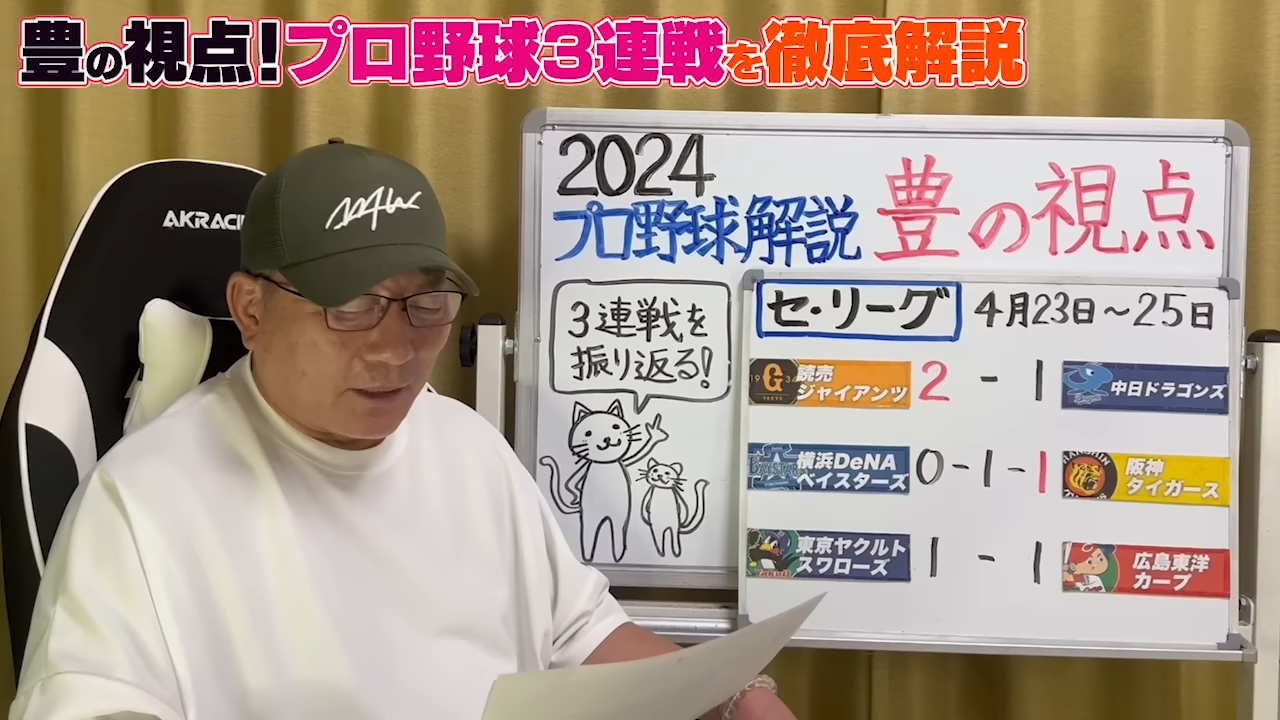 豊の視点!プロ野球3連戦を徹底解説
AKRACI
2024
プロ野球解説 豊の視点
3連戦を
振り返る!
セ・リーグ 4月23日~25日
読売
ジャイアンツ 2 - 1 中日ドラゴンズ
横浜DeNA
ベイスターズ 0-1-1 阪神
タイガース
東京ヤクルト
スワローズ 1 - 1 広島東洋
カープ